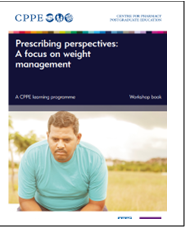 CPPE
CENTRE FOR PHARMACY
POSTGRADUATE EDUCATION
Prescribing perspectives:
A focus on weight
management
A CPPE learning programme
Workshop book